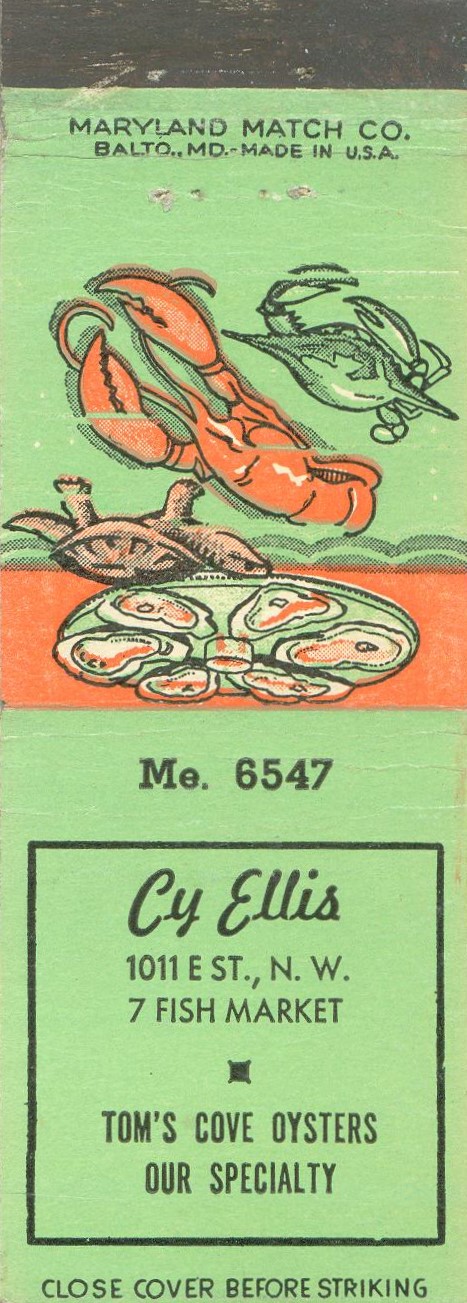 MARYLAND MATCH CO.
BALTO., MD.-MADE IN U.S.A.
Me. 6547
Cy Ellis
1011 E ST., N. W.
7 FISH MARKET
TOM'S COVE OYSTERS
OUR SPECIALTY
CLOSE COVER BEFORE STRIKING